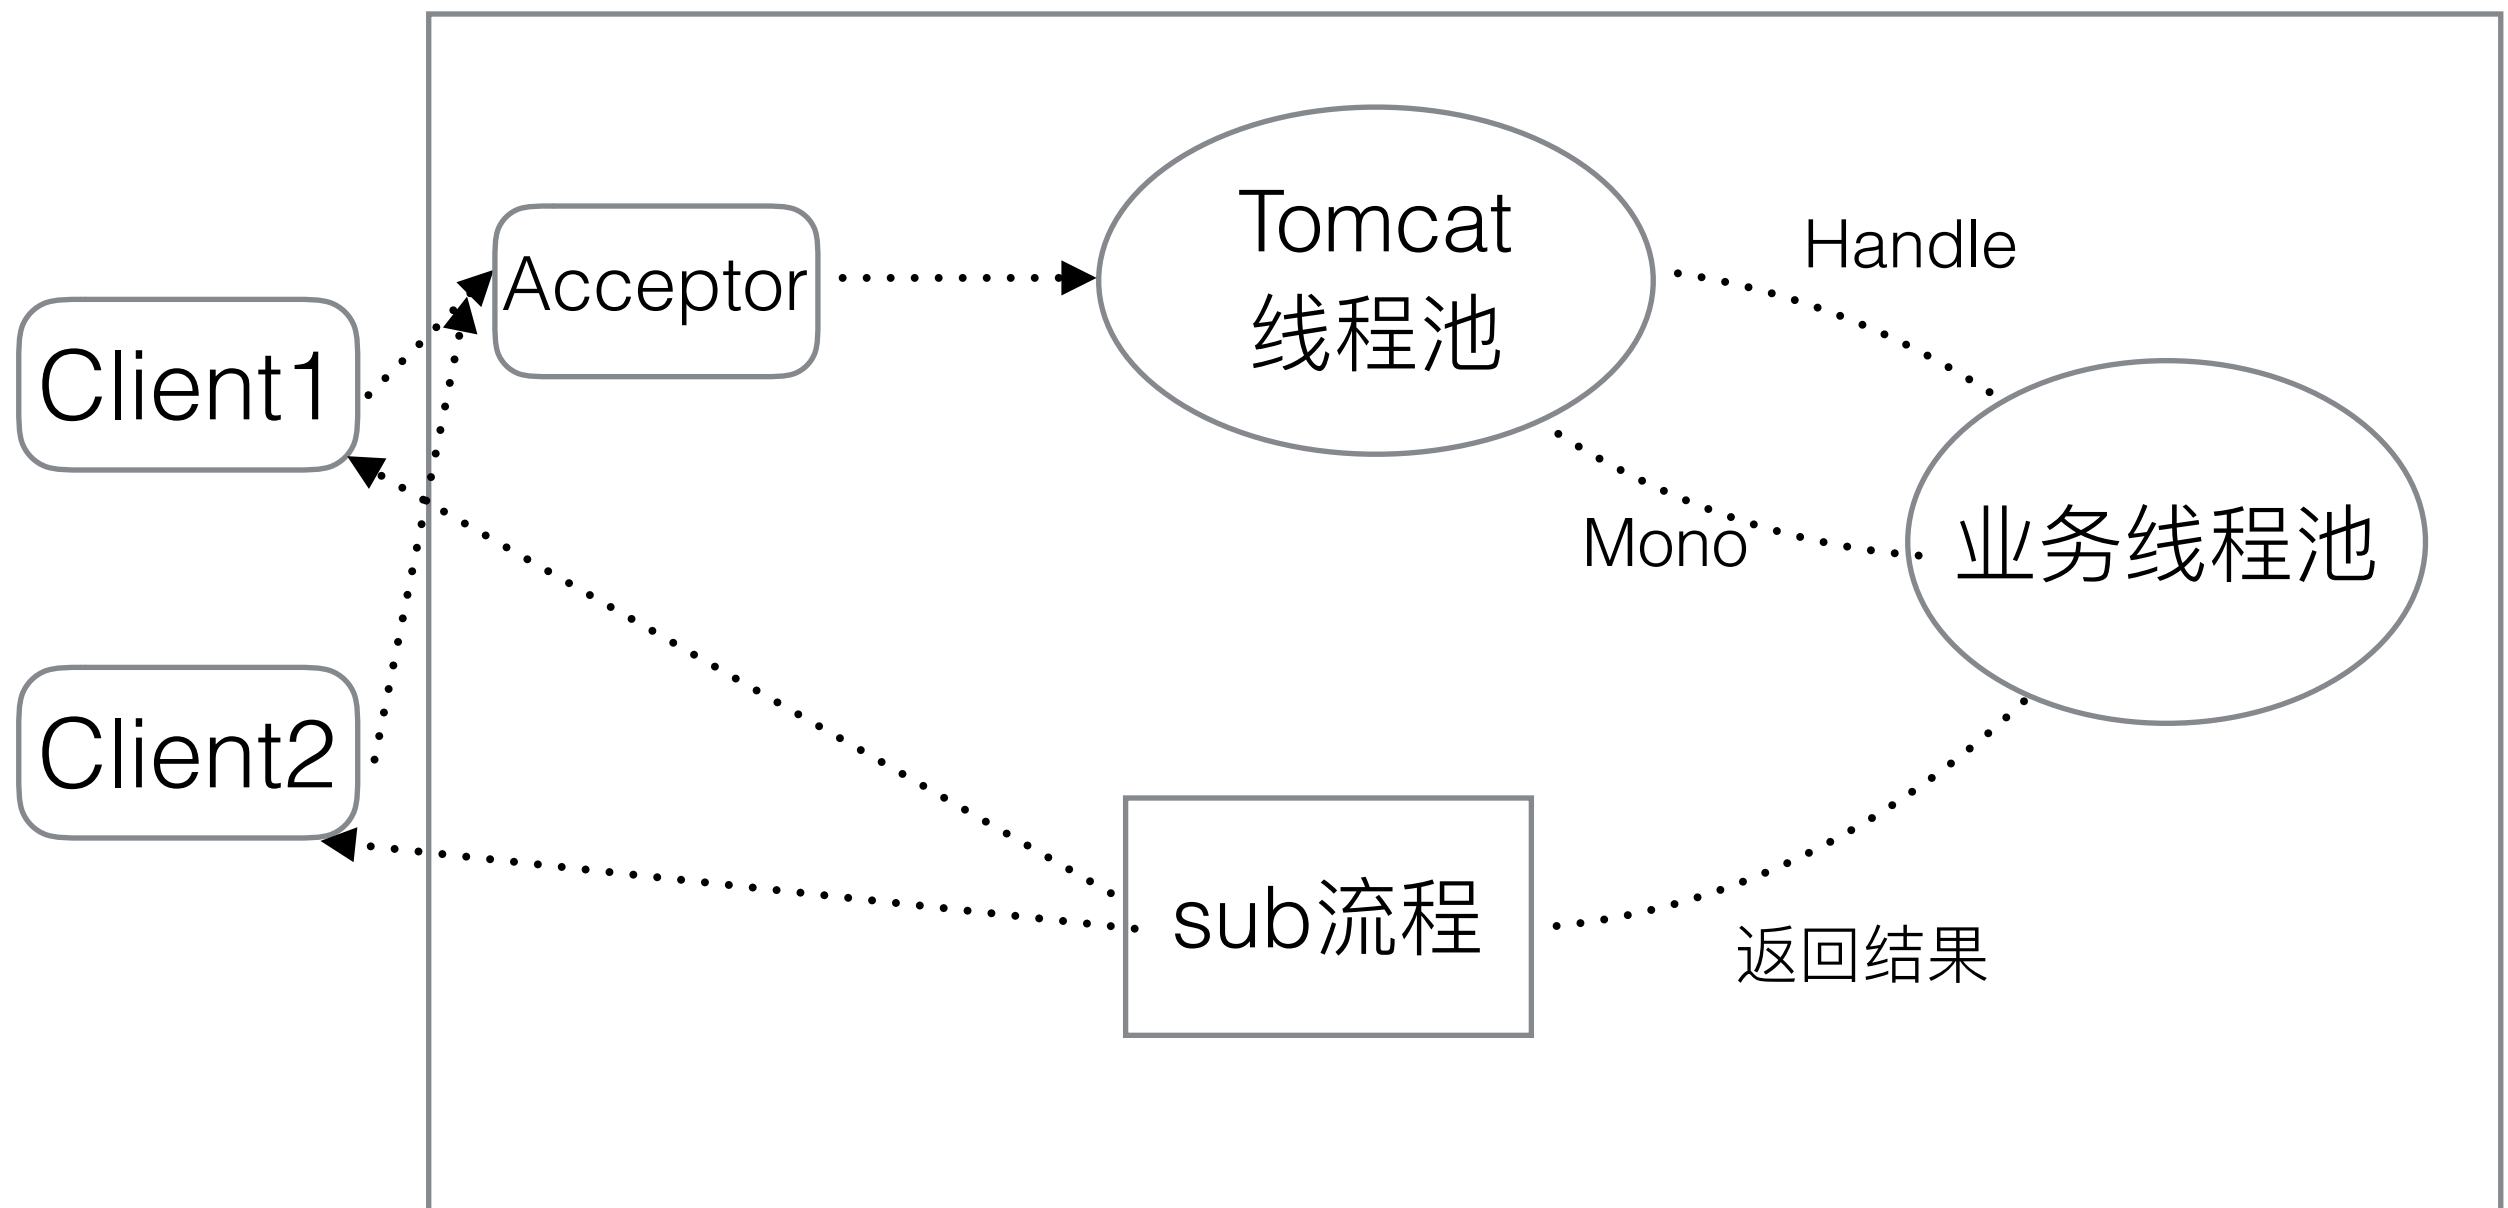 Tomcat
线程池
Handle
Acceptor
Client1
Mono
业务线程池
Client2
sub流程
返回结果